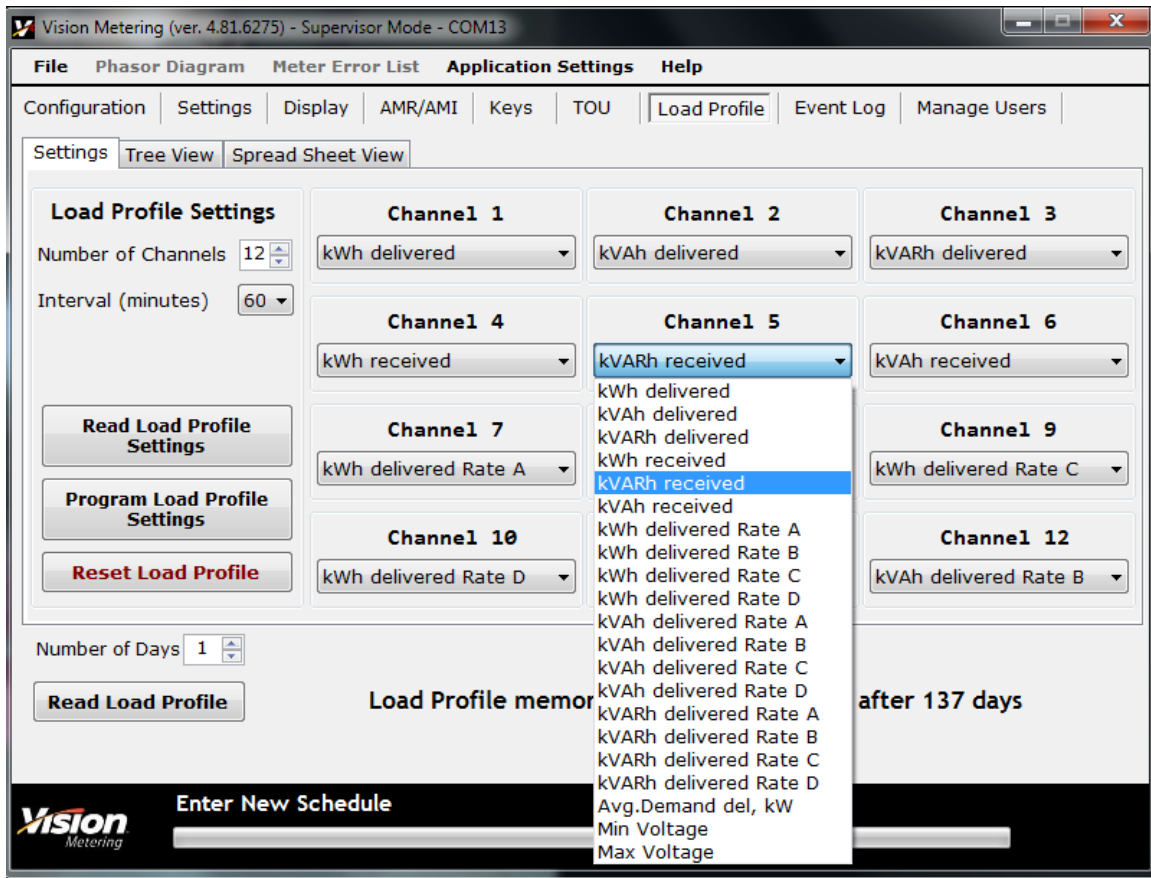 Vision Metering (ver. 4.81.6275) - Supervisor Mode - COM13
File Phasor Diagram Meter Error List Application Settings Help
Configuration Settings Display AMR/AMI Keys TOU Load Profile Event Log Manage Users
Settings Tree View Spread Sheet View
Load Profile Settings
Number of Channels 12
Interval (minutes) 60
Read Load Profile
Settings
Program Load Profile
Settings
Reset Load Profile
Channel 1
kWh delivered
Channel 2
kVAh delivered
Channel 3
kVARh delivered
Channel 4
kWh received
Channel 5
kVARh received
Channel 6
kVAh received
kWh delivered
kVAh delivered
kVARh delivered
kWh received
kVARh received
kVAh received
kWh delivered Rate A
kWh delivered Rate B
kWh delivered Rate C
kWh delivered Rate D
kVAh delivered Rate A
kVAh delivered Rate B
kVAh delivered Rate C
kVAh delivered Rate D
kVARh delivered Rate A
kVARh delivered Rate B
kVARh delivered Rate C
kVARh delivered Rate D
Avg.Demand del, kW
Min Voltage
Max Voltage
Channel 7
kWh delivered Rate A
Channel 9
kWh delivered Rate C
Channel 10
kWh delivered Rate D
Channel 12
kVAh delivered Rate B
Number of Days 1
Read Load Profile
Load Profile memor after 137 days
Vision
Metering
Enter New Schedule